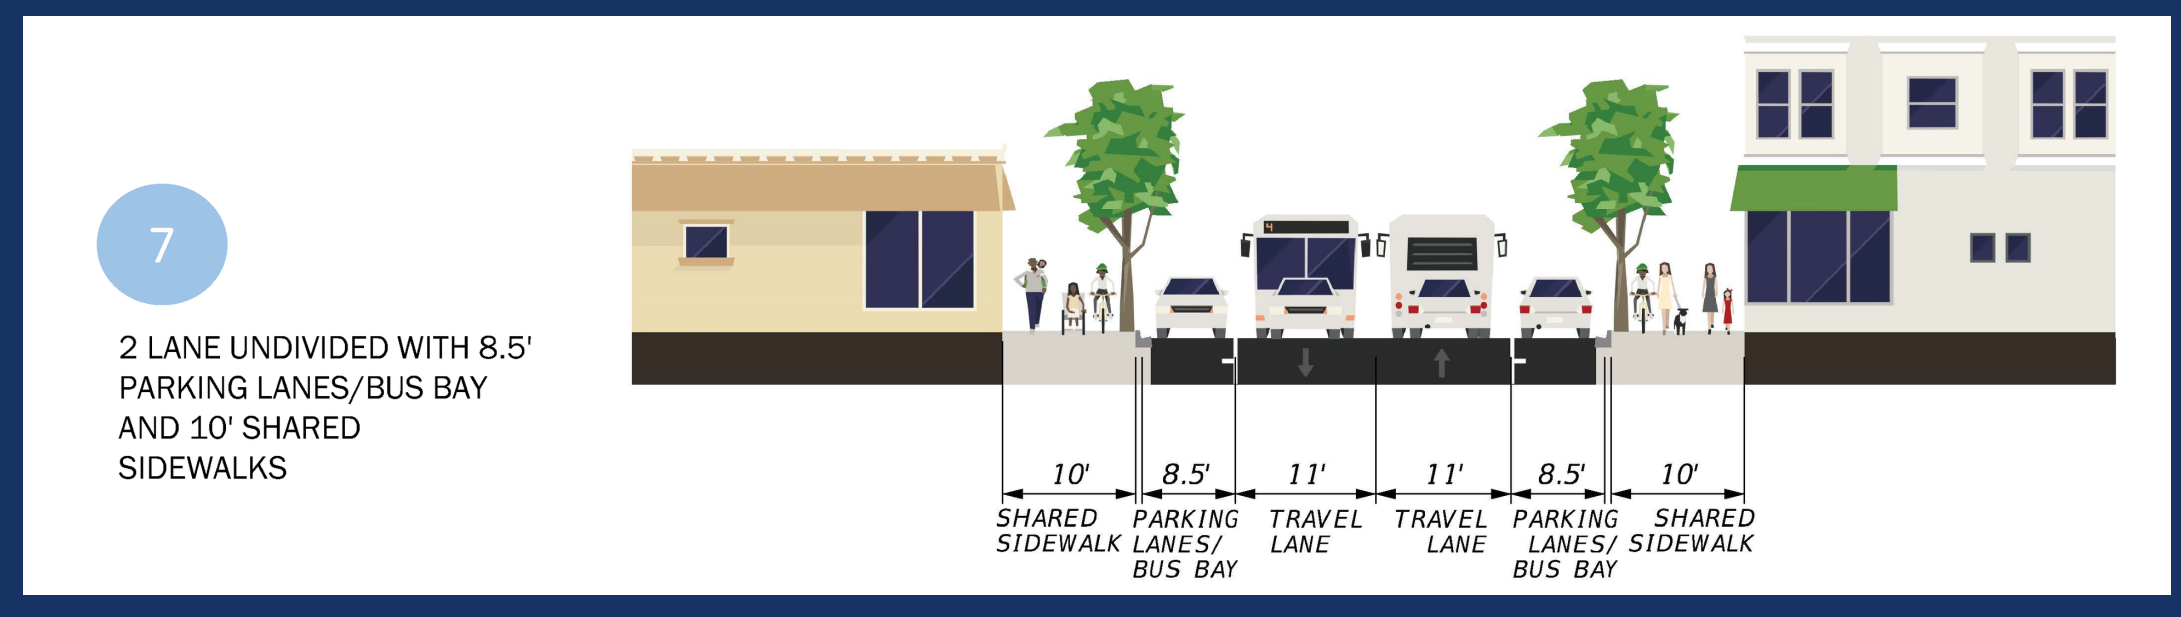 7
2 LANE UNDIVIDED WITH 8.5'
PARKING LANES/BUS BAY
AND 10' SHARED
SIDEWALKS
4
10' 8.5' 11' 11' 8.5' 10'
SHARED PARKING TRAVEL TRAVEL PARKING SHARED
SIDEWALK LANES/ LANE LANE LANES/ SIDEWALK
BUS BAY BUS BAY